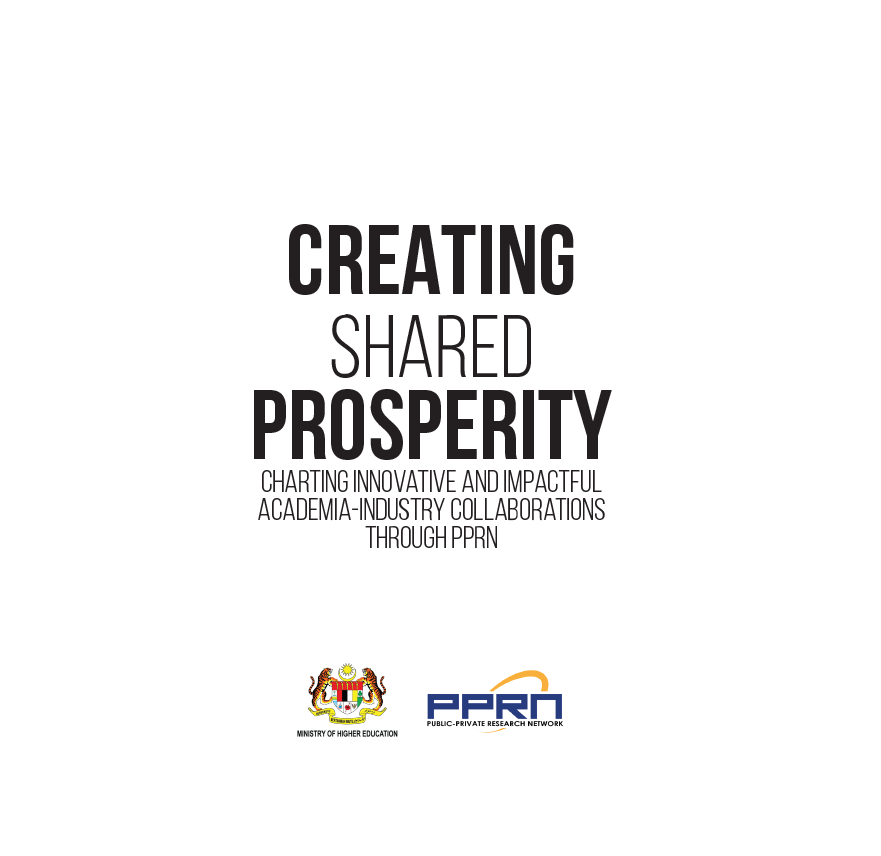 CREATING
SHARED
PROSPERITY
CHARTING INNOVATIVE AND IMPACTFUL
ACADEMIA-INDUSTRY COLLABORATIONS
THROUGH PPRN
MINISTRY OF HIGHER EDUCATION
PPRN
PUBLIC-PRIVATE RESEARCH NETWORK